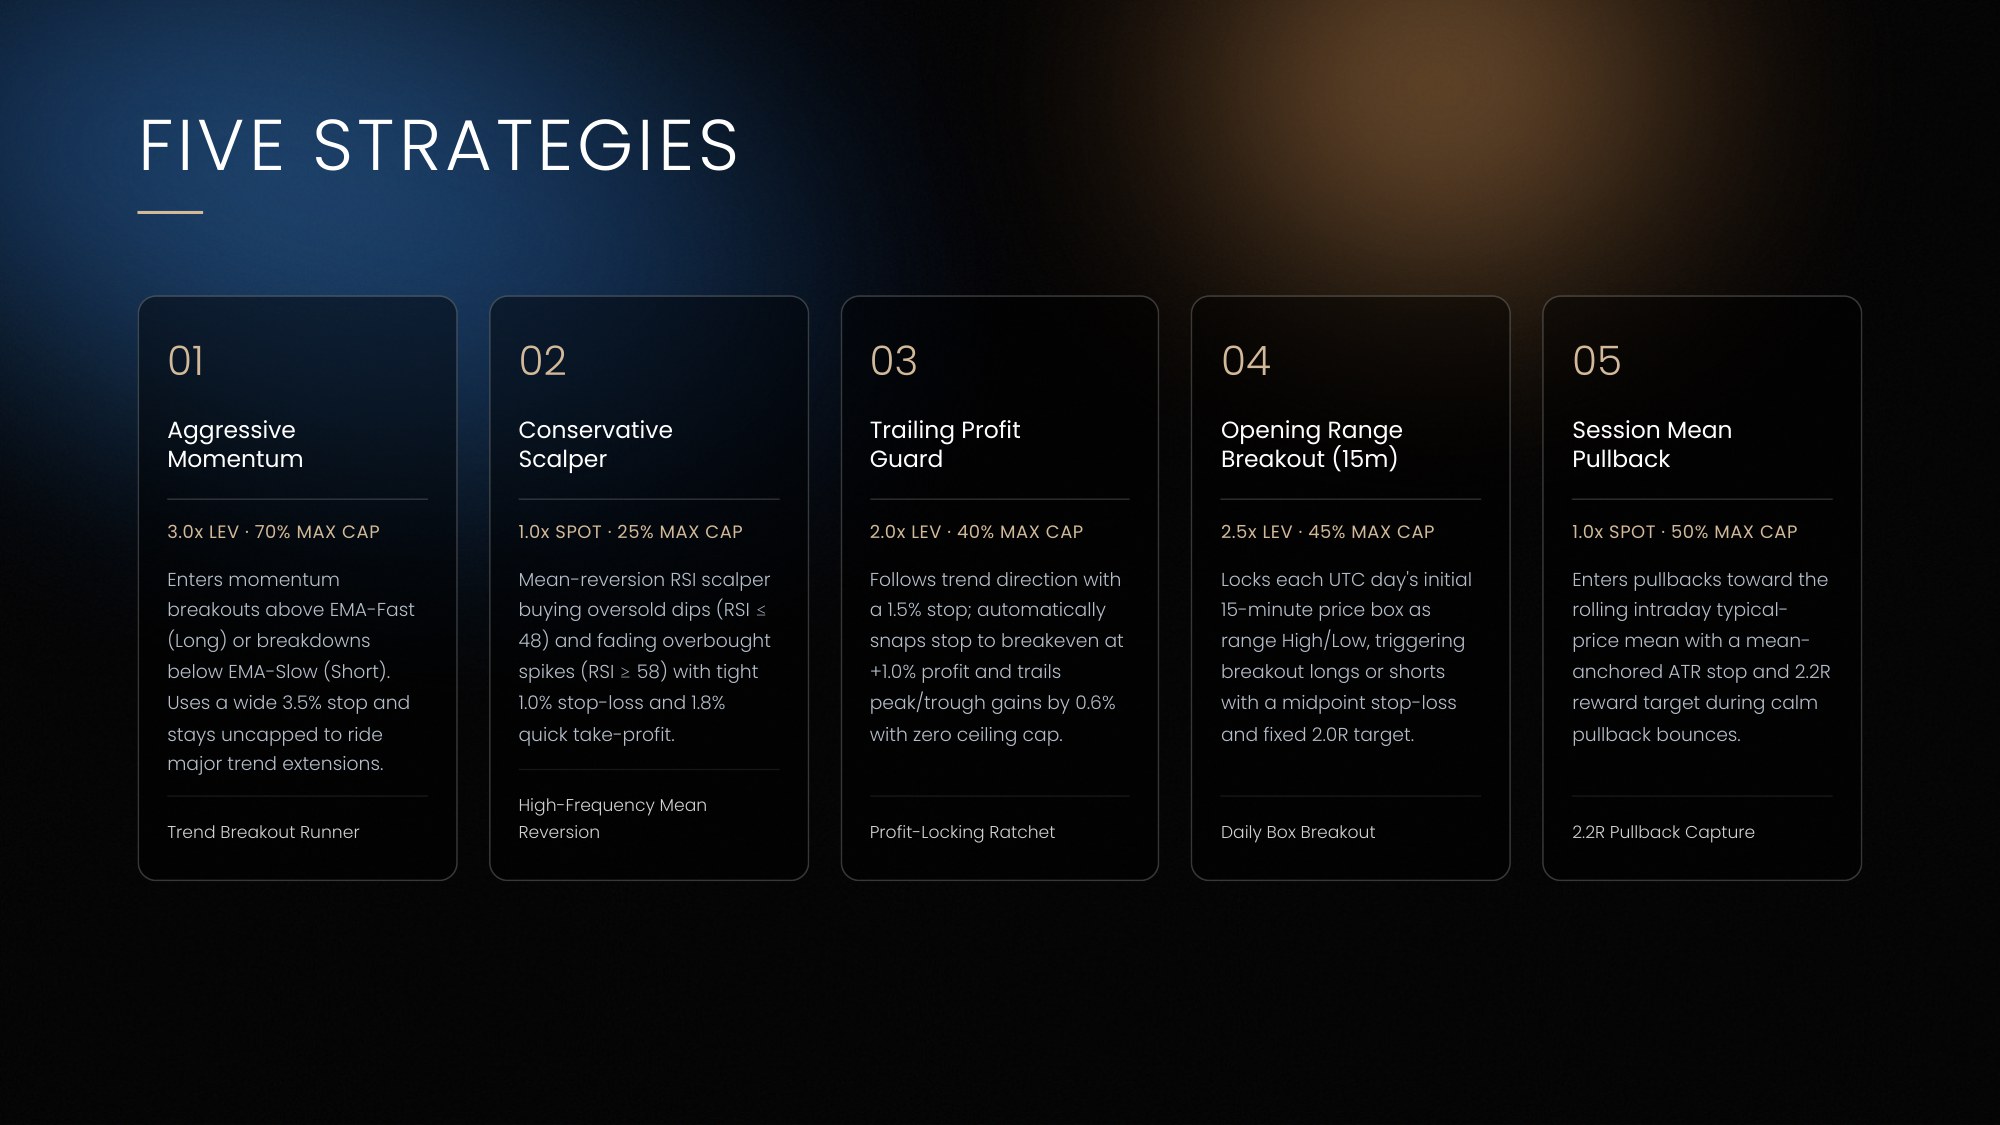 FIVE STRATEGIES
01
Aggressive
Momentum
3.0x LEV · 70% MAX CAP
Enters momentum
breakouts above EMA-Fast
(Long) or breakdowns
below EMA-Slow (Short).
Uses a wide 3.5% stop and
stays uncapped to ride
major trend extensions.
Trend Breakout Runner
02
Conservative
Scalper
1.0x SPOT · 25% MAX CAP
Mean-reversion RSI scalper
buying oversold dips (RSI ≤
48) and fading overbought
spikes (RSI ≥ 58) with tight
1.0% stop-loss and 1.8%
quick take-profit.
High-Frequency Mean
Reversion
03
Trailing Profit
Guard
2.0x LEV · 40% MAX CAP
Follows trend direction with
a 1.5% stop; automatically
snaps stop to breakeven at
+1.0% profit and trails
peak/trough gains by 0.6%
with zero ceiling cap.
Profit-Locking Ratchet
04
Opening Range
Breakout (15m)
2.5x LEV · 45% MAX CAP
Locks each UTC day's initial
15-minute price box as
range High/Low, triggering
breakout longs or shorts
with a midpoint stop-loss
and fixed 2.0R target.
Daily Box Breakout
05
Session Mean
Pullback
1.0x SPOT · 50% MAX CAP
Enters pullbacks toward the
rolling intraday typical-
price mean with a mean-
anchored ATR stop and 2.2R
reward target during calm
pullback bounces.
2.2R Pullback Capture